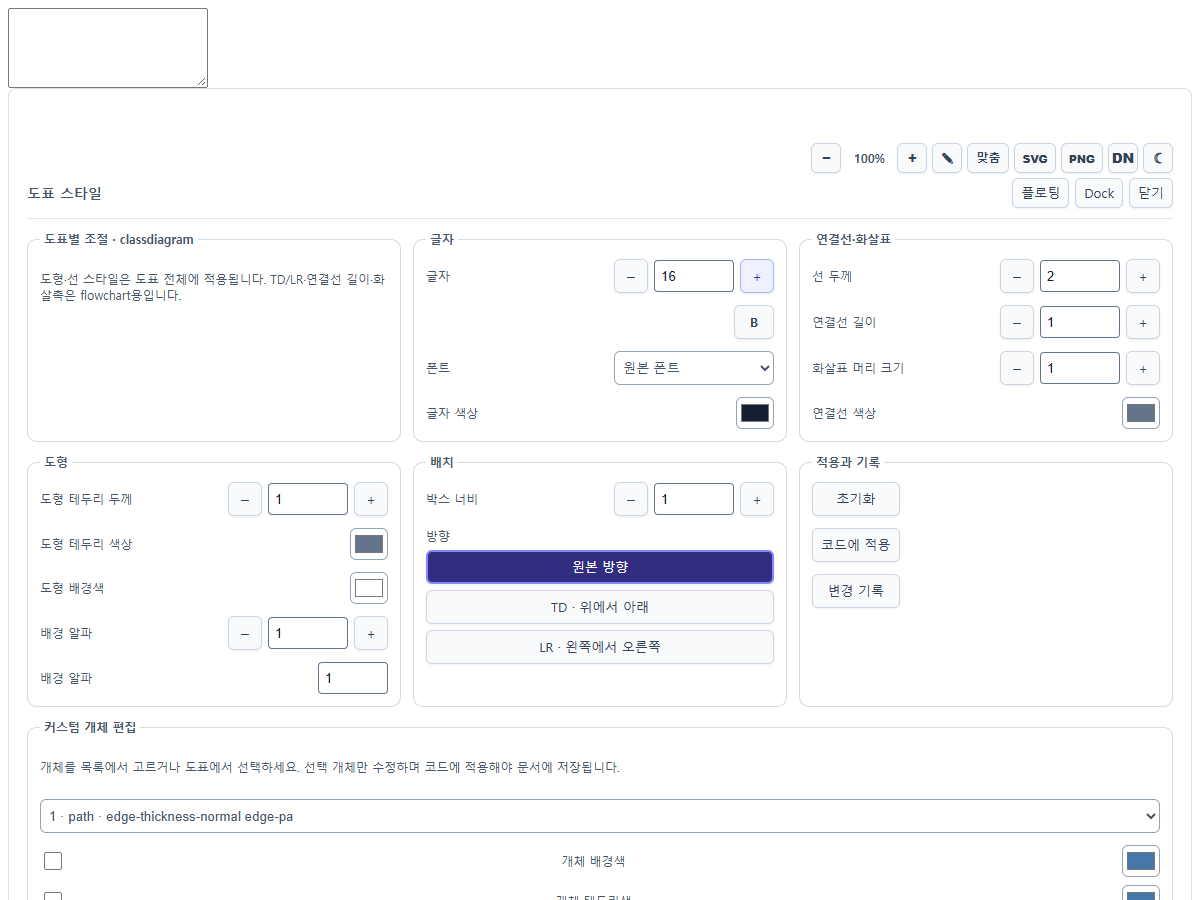 − 100% + ✎ 맞춤 SVG PNG DN ☾
도표 스타일
플로팅 Dock 닫기
도표별 조절 · classdiagram
도형·선 스타일은 도표 전체에 적용됩니다. TD/LR·연결선 길이·화
살촉은 flowchart용입니다.
글자
글자 − 16 +
B
폰트 원본 폰트
글자 색상
연결선·화살표
선 두께 − 2 +
연결선 길이 − 1 +
화살표 머리 크기 − 1 +
연결선 색상
도형
도형 테두리 두께 − 1 +
도형 테두리 색상
도형 배경색
배경 알파 − 1 +
배경 알파 1
배치
박스 너비 − 1 +
방향
원본 방향
TD · 위에서 아래
LR · 왼쪽에서 오른쪽
적용과 기록
초기화
코드에 적용
변경 기록
커스텀 개체 편집
개체를 목록에서 고르거나 도표에서 선택하세요. 선택 개체만 수정하며 코드에 적용해야 문서에 저장됩니다.
1 · path · edge-thickness-normal edge-pa
개체 배경색